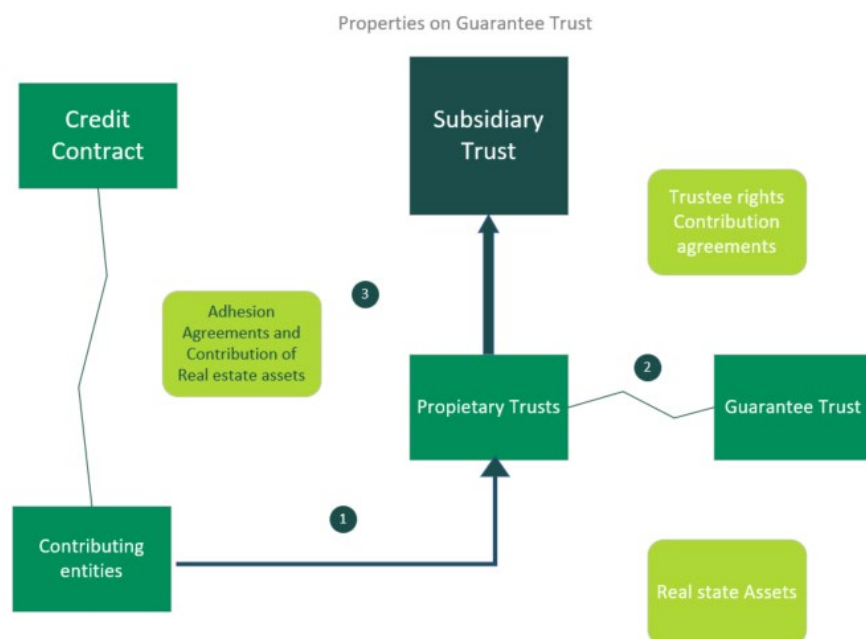 Properties on Guarantee Trust
Credit
Contract
Subsidiary
Trust
Trustee rights
Contribution
agreements
3
Adhesion
Agreements and
Contribution of
Real estate assets
2
Propietary Trusts
Guarantee Trust
1
Contributing
entities
Real state Assets